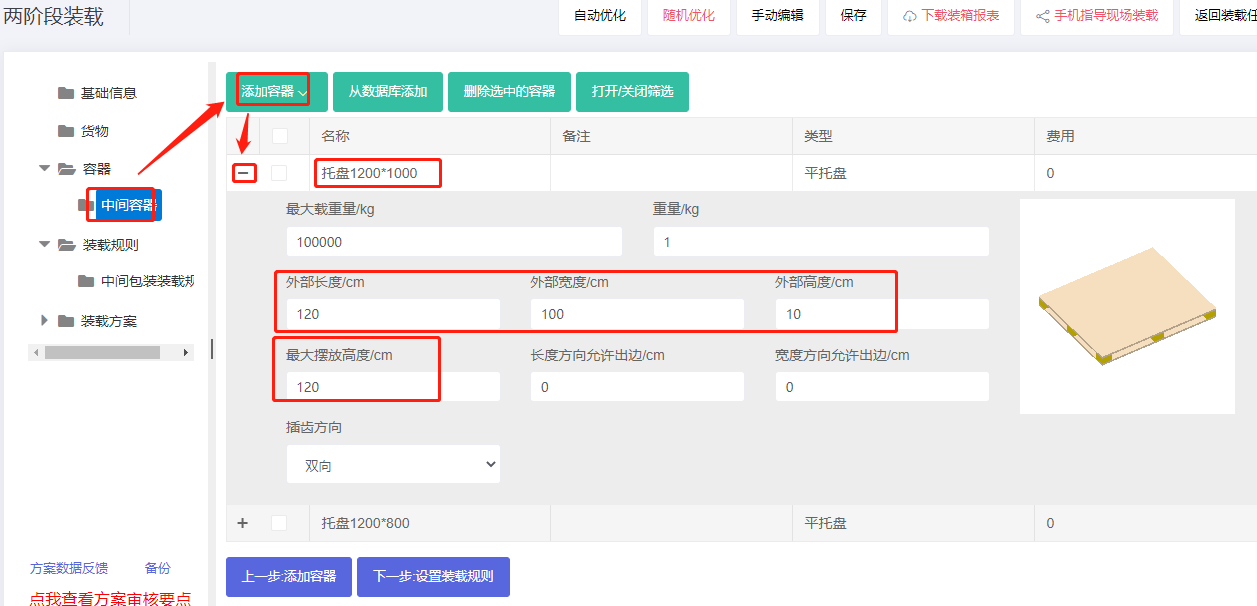 两阶段装载
自动优化
随机优化
手动编辑
保存
下载装箱报表
手机指导现场装载
返回装载任
基础信息
货物
容器
中间容器
装载规则
中间包装装载规
装载方案
方案数据反馈
备份
点我查看方案审核要点
添加容器
从数据库添加
删除选中的容器
打开/关闭筛选
名称
备注
类型
费用
托盘1200*1000
平托盘
0
最大载重量/kg
重量/kg
100000
1
外部长度/cm
外部宽度/cm
外部高度/cm
120
100
10
最大摆放高度/cm
长度方向允许出边/cm
宽度方向允许出边/cm
120
0
0
插齿方向
双向
托盘1200*800
平托盘
0
上一步:添加容器
下一步:设置装载规则